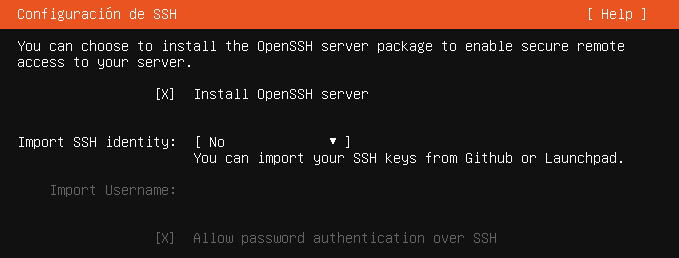 Configuración de SSH [ Help ]
You can choose to install the OpenSSH server package to enable secure remote
access to your server.
[X] Install OpenSSH server
Import SSH identity: [ No ▼ ]
You can import your SSH keys from Github or Launchpad.
Import Username:
[X] Allow password authentication over SSH